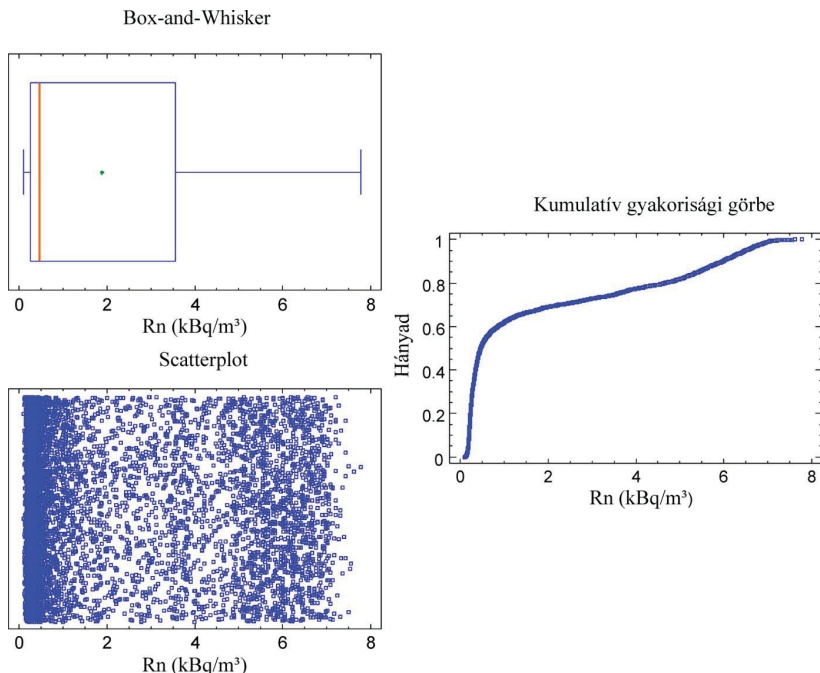 Box-and-Whisker
0 2 4 6 8
Rn (kBq/m³)
Scatterplot
0 2 4 6 8
Rn (kBq/m³)
Kumulatív gyakorisági görbe
Hányad
1
0.8
0.6
0.4
0.2
0
0 2 4 6 8
Rn (kBq/m³)